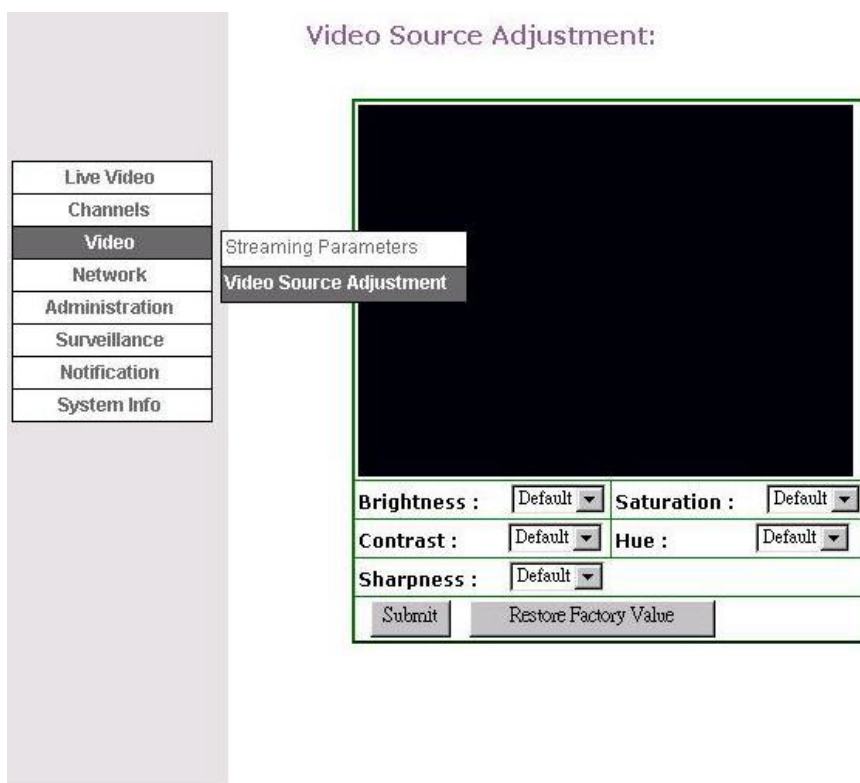 Video Source Adjustment:
Live Video
Channels
Video
Network
Administration
Surveillance
Notification
System Info
Streaming Parameters
Video Source Adjustment
Brightness : Default Saturation : Default
Contrast : Default Hue : Default
Sharpness : Default
Submit Restore Factory Value